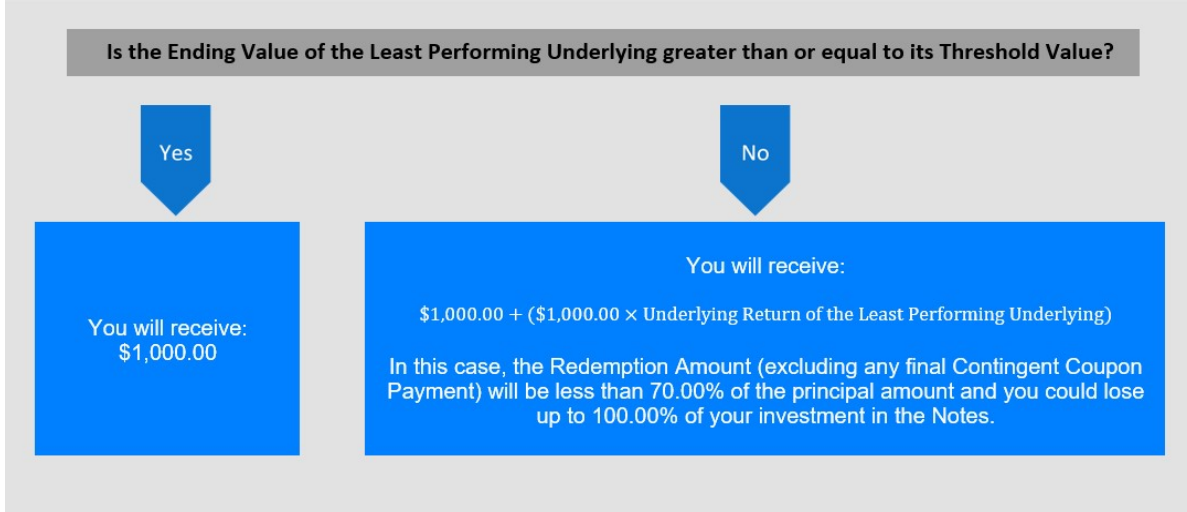 Is the Ending Value of the Least Performing Underlying greater than or equal to its Threshold Value?
Yes
No
You will receive:
$1,000.00
You will receive:
$1,000.00 + ($1,000.00 × Underlying Return of the Least Performing Underlying)
In this case, the Redemption Amount (excluding any final Contingent Coupon
Payment) will be less than 70.00% of the principal amount and you could lose
up to 100.00% of your investment in the Notes.